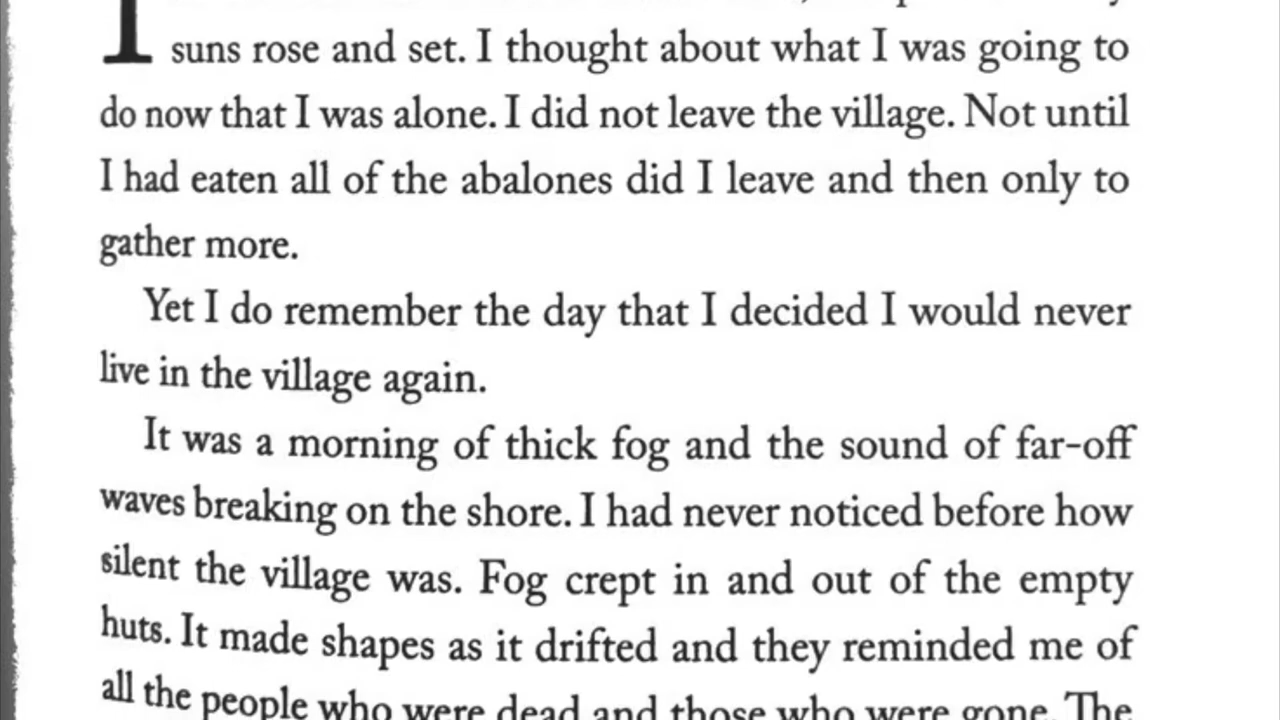 I
suns rose and set. I thought about what I was going to
do now that I was alone. I did not leave the village. Not until
I had eaten all of the abalones did I leave and then only to
gather more.
Yet I do remember the day that I decided I would never
live in the village again.
It was a morning of thick fog and the sound of far-off
waves breaking on the shore. I had never noticed before how
silent the village was. Fog crept in and out of the empty
huts. It made shapes as it drifted and they reminded me of
all the people who were dead and those who were gone. The